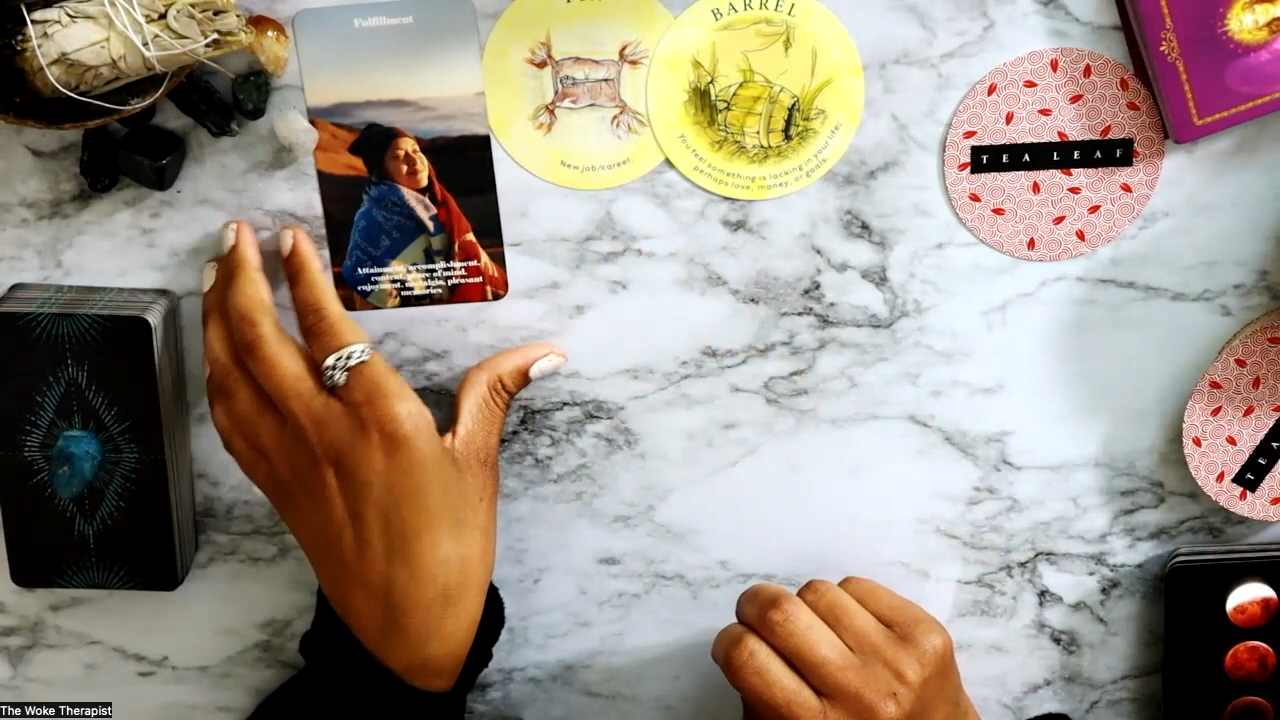 Fulfillment
Attainment, accomplishment,
content, peace of mind,
enjoyment, nostalgia, pleasant
memories
New job/career.
BARREL
You feel something is lacking in your life;
perhaps love, money, or goals.
TEA LEAF
TEA
The Woke Therapist